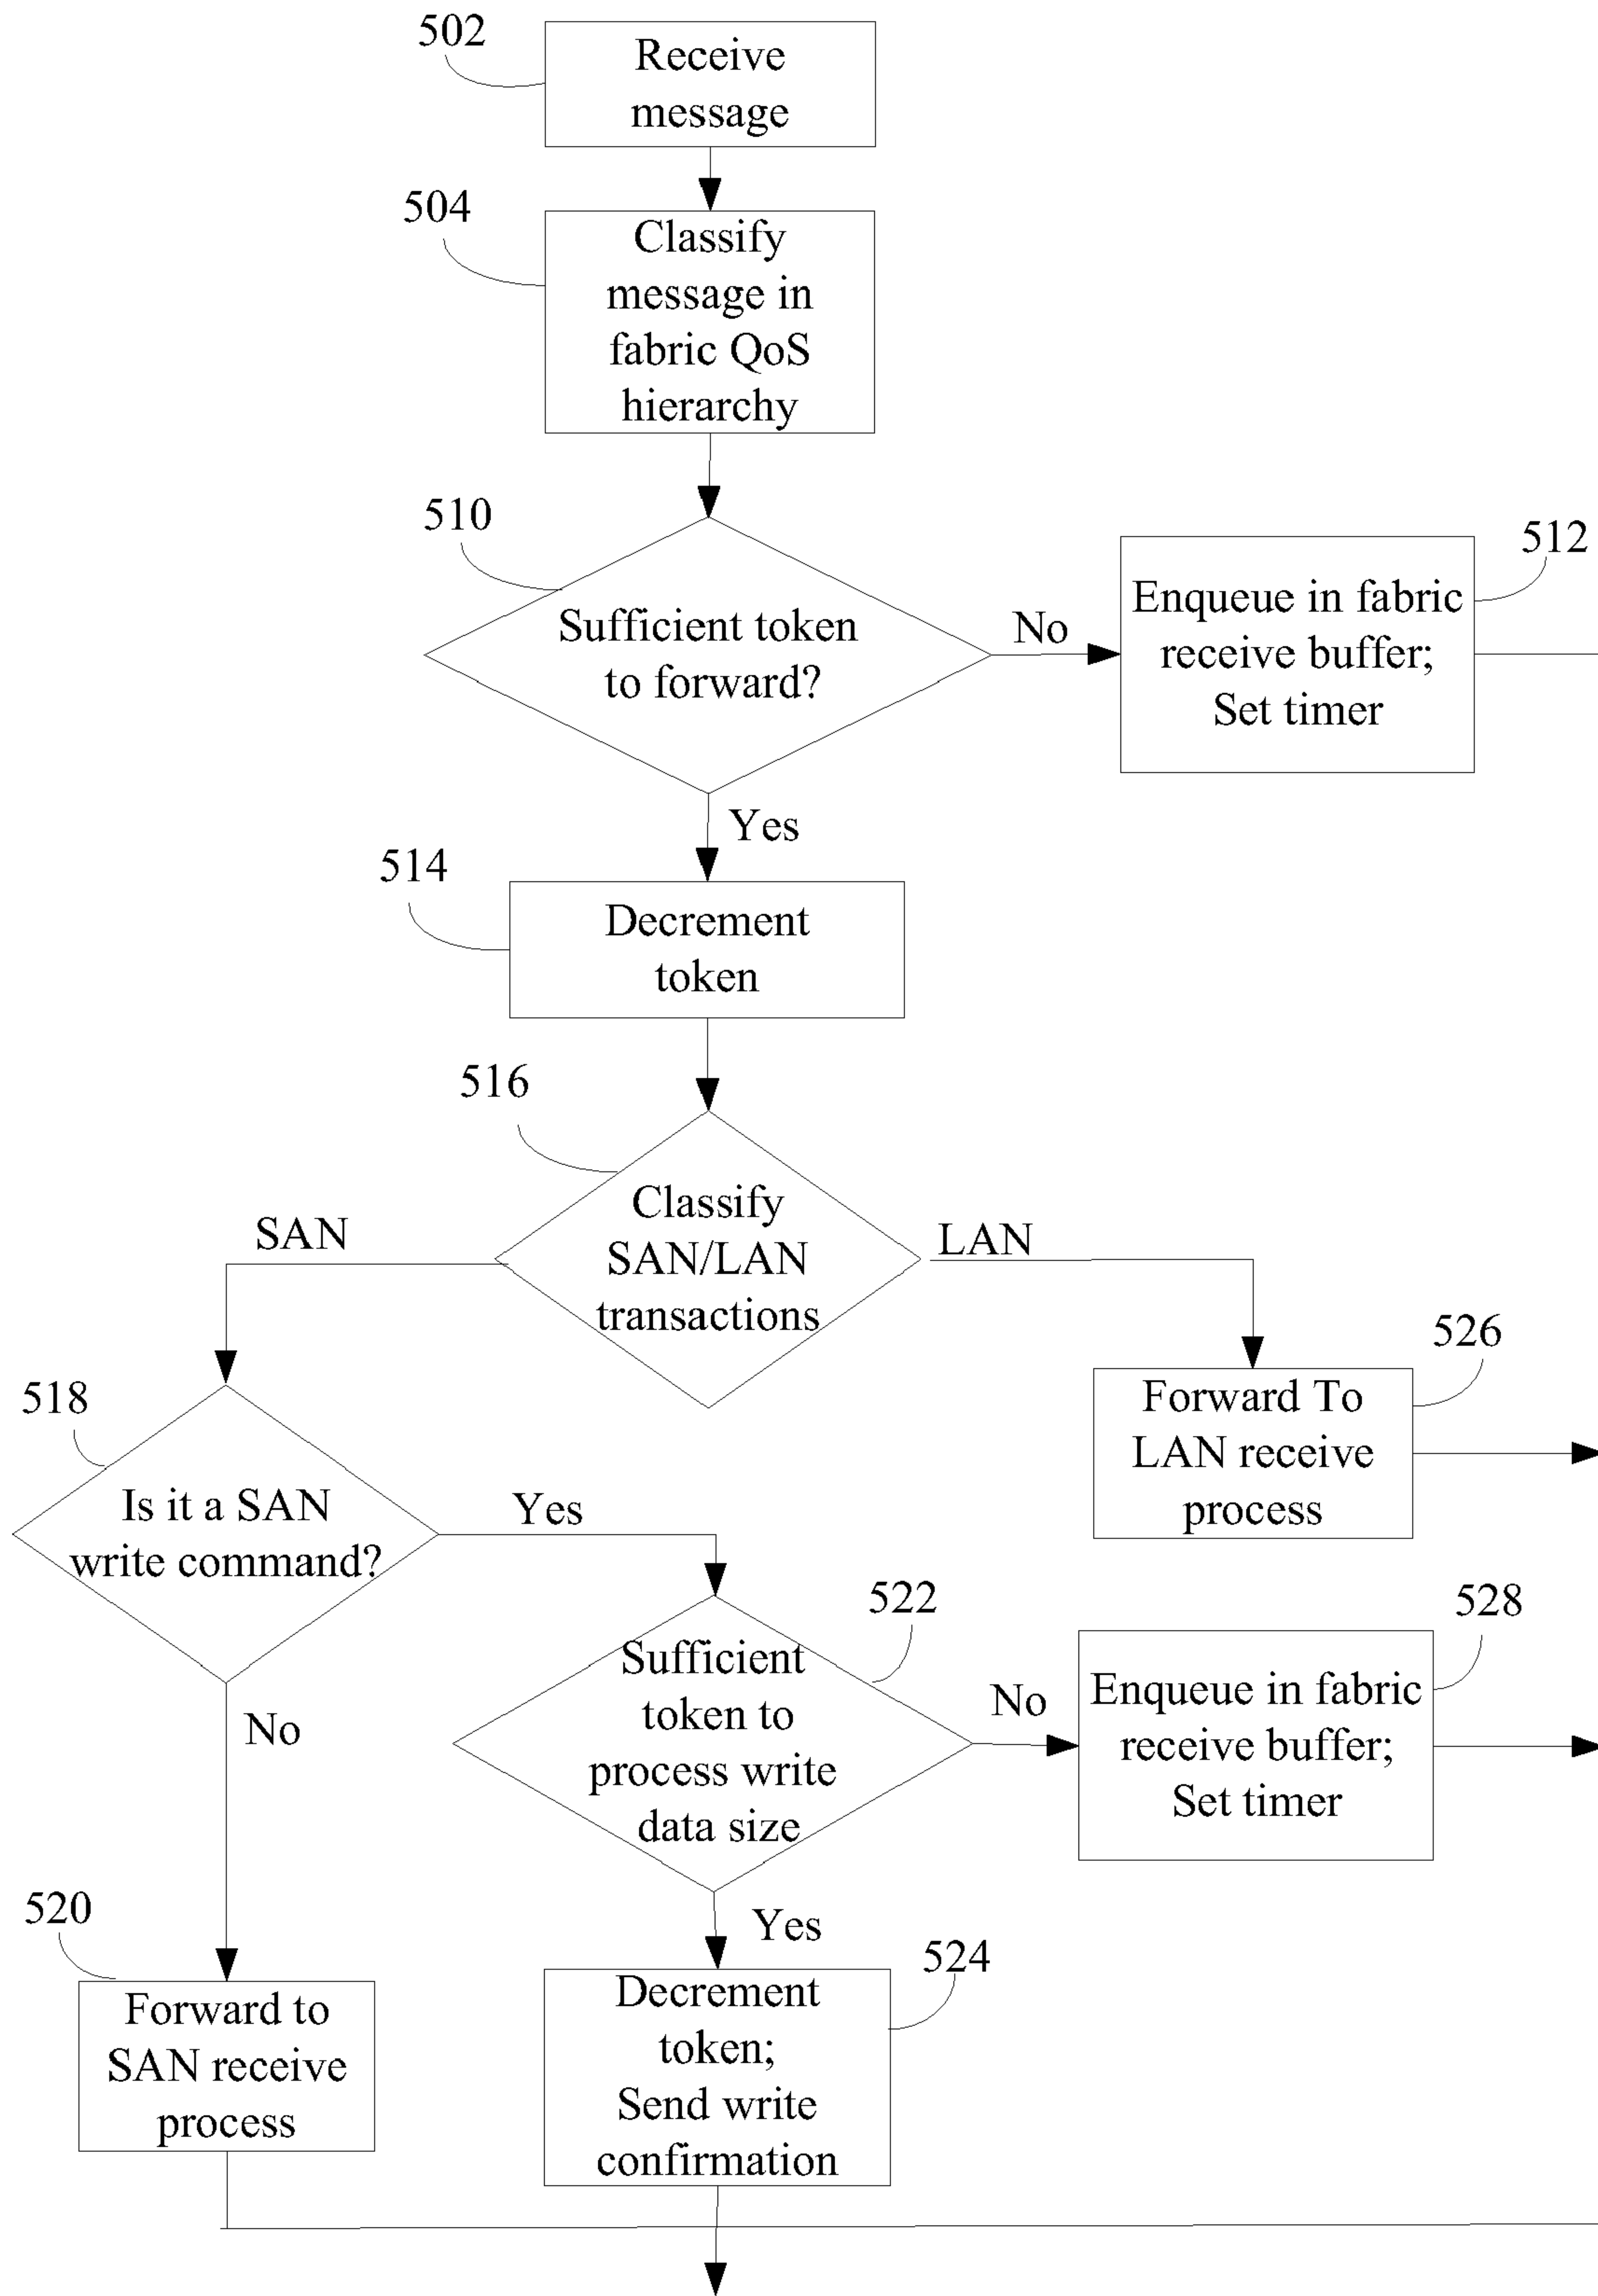 502
Receive
message
504
Classify
message in
fabric QoS
hierarchy
510
Sufficient token
to forward?
No
512
Enqueue in fabric
receive buffer;
Set timer
Yes
514
Decrement
token
516
Classify
SAN/LAN
transactions
SAN
LAN
526
Forward To
LAN receive
process
518
Is it a SAN
write command?
Yes
522
Sufficient
token to
process write
data size
No
528
Enqueue in fabric
receive buffer;
Set timer
No
520
Forward to
SAN receive
process
Yes
524
Decrement
token;
Send write
confirmation